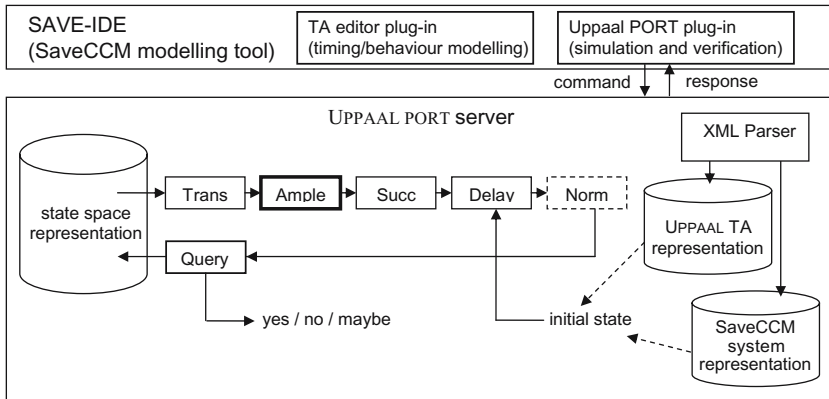 SAVE-IDE
(SaveCCM modelling tool)
TA editor plug-in
(timing/behaviour modelling)
Uppaal PORT plug-in
(simulation and verification)
command
response
UPPAAL PORT server
XML Parser
state space
representation
Trans
Ample
Succ
Delay
Norm
UPPAAL TA
representation
Query
yes / no / maybe
initial state
SaveCCM
system
representation